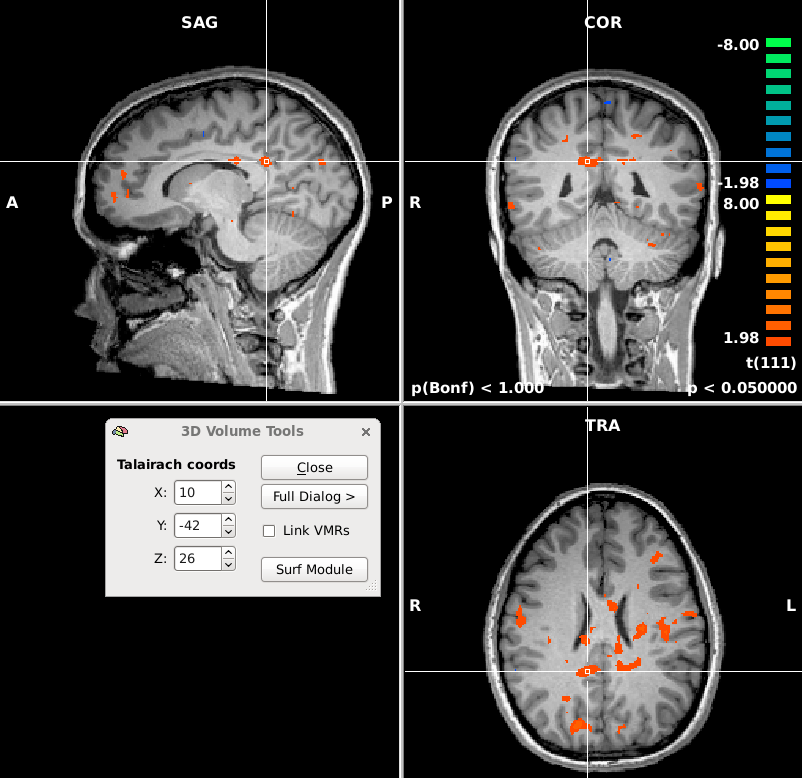 SAG
A
P
COR
-8.00
-1.98
8.00
R
1.98
t(111)
p(Bonf) < 1.000
p < 0.050000
3D Volume Tools
Talairach coords
X: 10
Y: -42
Z: 26
Close
Full Dialog >
Link VMRs
Surf Module
TRA
R
L